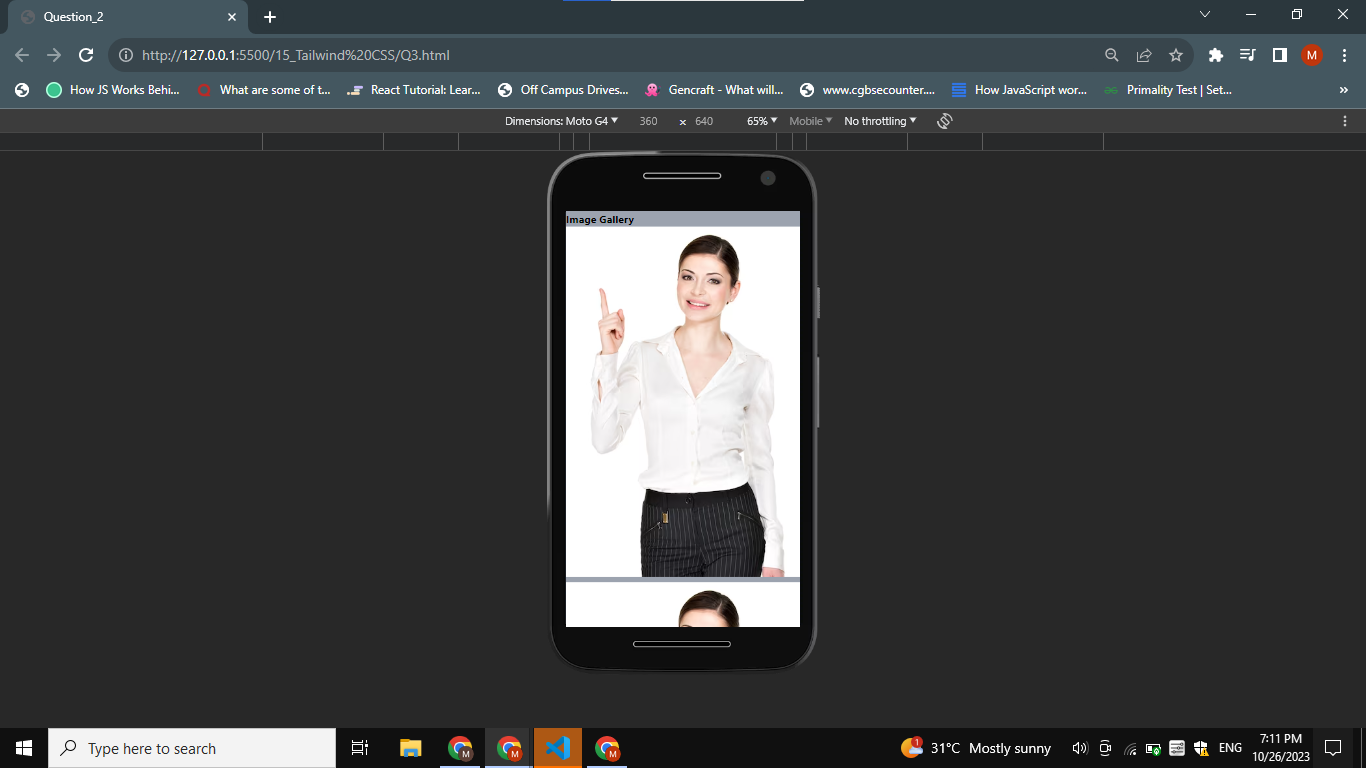 Question_2
http://127.0.0.1:5500/15_Tailwind%20CSS/Q3.html
M
How JS Works Behi...
What are some of t...
React Tutorial: Lear...
Off Campus Drives...
Gencraft - What will...
www.cgbsecounter....
How JavaScript wor...
Primality Test | Set...
»
Dimensions: Moto G4 ▼ 360 × 640 65% ▼ Mobile ▼ No throttling ▼
Image Gallery
Type here to search
M
M
M
1
31°C Mostly sunny
ENG
7:11 PM
10/26/2023